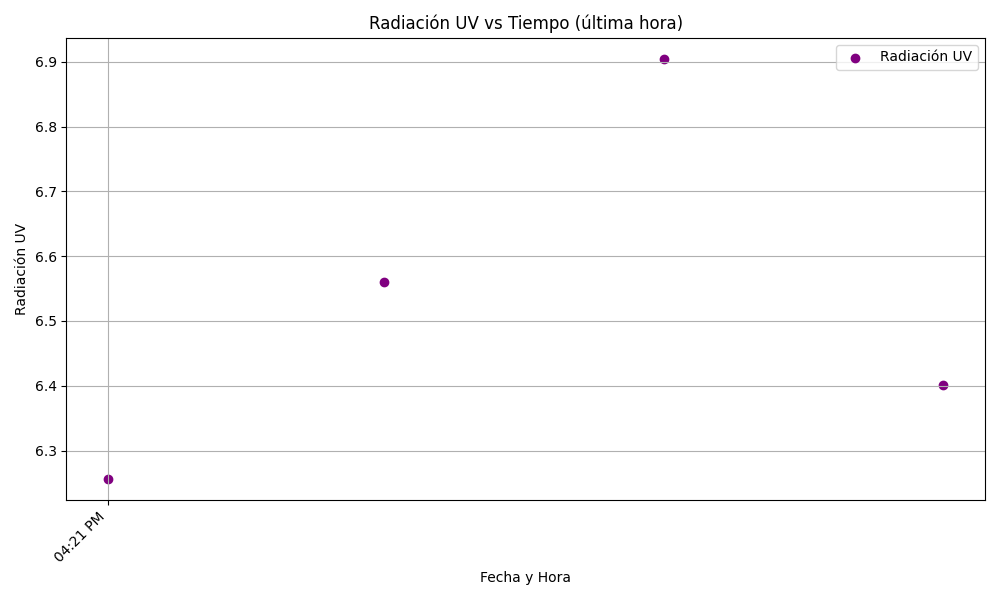 Radiación UV vs Tiempo (última hora)
Radiación UV
6.9
6.8
6.7
6.6
6.5
6.4
6.3
Radiación UV
04:21 PM
Fecha y Hora